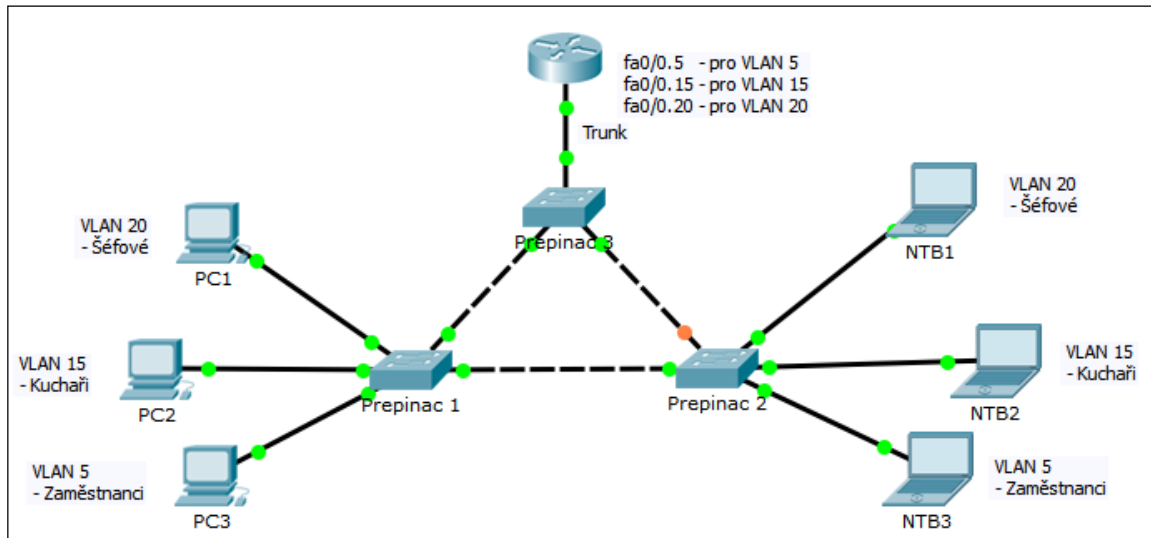 fa0/0.5 - pro VLAN 5
fa0/0.15 - pro VLAN 15
fa0/0.20 - pro VLAN 20
Trunk
Prepinac 3
VLAN 20
- Šéfové
PC1
VLAN 20
- Šéfové
NTB1
VLAN 15
- Kuchaři
PC2
Prepinac 1
Prepinac 2
VLAN 15
- Kuchaři
NTB2
VLAN 5
- Zaměstnanci
PC3
VLAN 5
- Zaměstnanci
NTB3